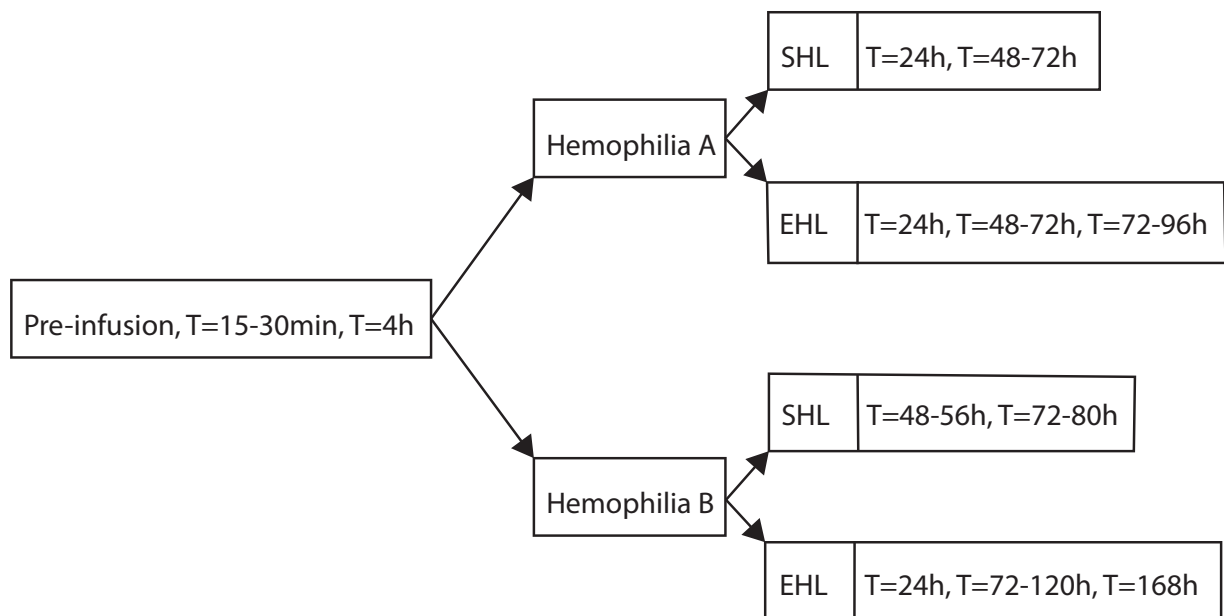 SHL T=24h, T=48-72h
Hemophilia A
EHL T=24h, T=48-72h, T=72-96h
Pre-infusion, T=15-30min, T=4h
SHL T=48-56h, T=72-80h
Hemophilia B
EHL T=24h, T=72-120h, T=168h